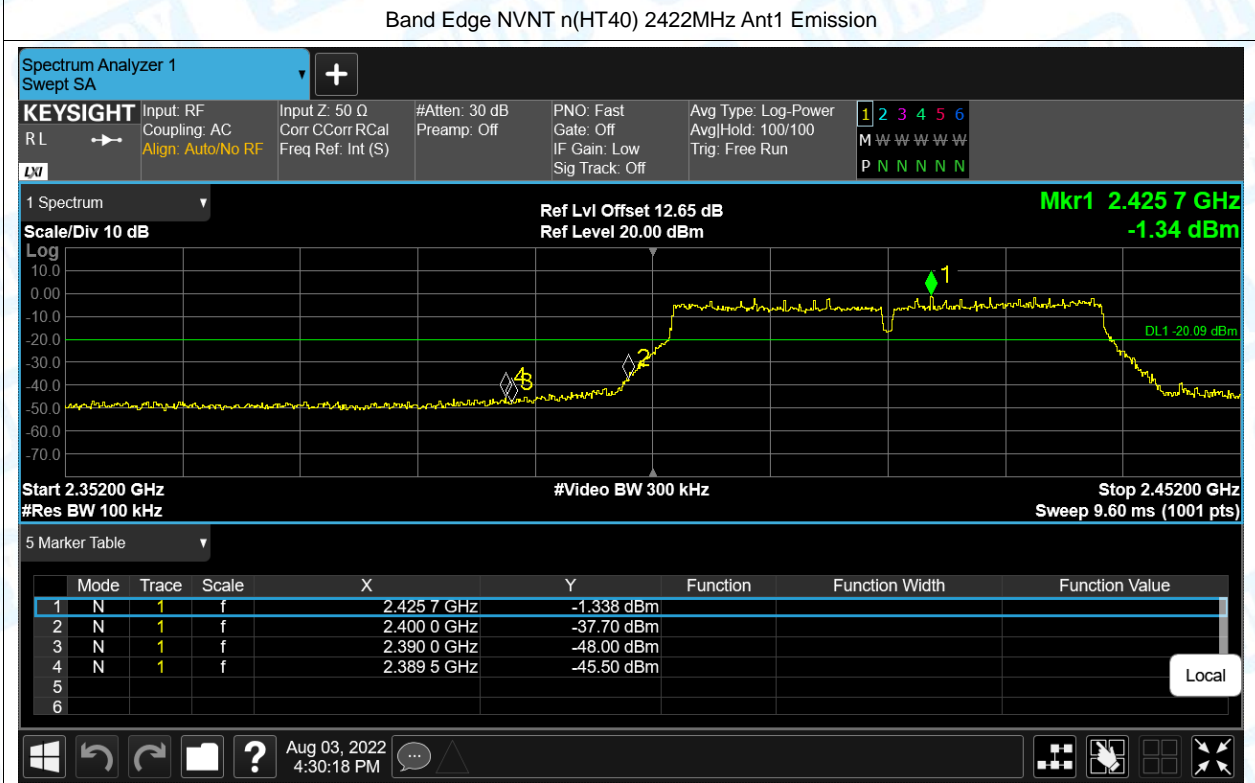 Band Edge NVNT n(HT40) 2422MHz Ant1 Emission
Spectrum Analyzer 1
Swept SA
KEYSIGHT
RL
LXI
Input: RF
Coupling: AC
Align: Auto/No RF
Input Z: 50 Ω
Corr CCorr RCal
Freq Ref: Int (S)
#Atten: 30 dB
Preamp: Off
PNO: Fast
Gate: Off
IF Gain: Low
Sig Track: Off
Avg Type: Log-Power
Avg|Hold: 100/100
Trig: Free Run
1 2 3 4 5 6
M W W W W W
P N N N N N
1 Spectrum
Scale/Div 10 dB
Ref Lvl Offset 12.65 dB
Ref Level 20.00 dBm
Mkr1 2.425 7 GHz
-1.34 dBm
Log
10.0
0.00
-10.0
-20.0
-30.0
-40.0
-50.0
-60.0
-70.0
1
DL1 -20.09 dBm
2
4
3
Start 2.35200 GHz
#Video BW 300 kHz
Stop 2.45200 GHz
#Res BW 100 kHz
Sweep 9.60 ms (1001 pts)
5 Marker Table
Mode Trace Scale X Y Function Function Width Function Value
1 N 1 f 2.425 7 GHz -1.338 dBm
2 N 1 f 2.400 0 GHz -37.70 dBm
3 N 1 f 2.390 0 GHz -48.00 dBm
4 N 1 f 2.389 5 GHz -45.50 dBm
5
6
Local
?
Aug 03, 2022
4:30:18 PM